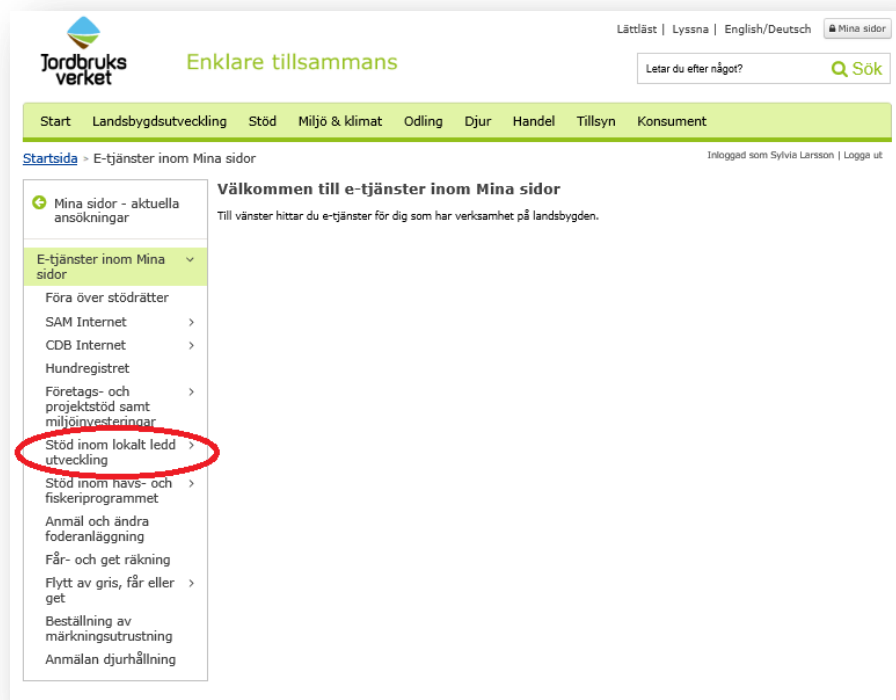 Lättläst | Lyssna | English/Deutsch Mina sidor
Jordbruks
verket
Enklare tillsammans
Letar du efter något? Sök
Start Landsbygdsutveckling Stöd Miljö & klimat Odling Djur Handel Tillsyn Konsument
Startsida > E-tjänster inom Mina sidor
Inloggad som Sylvia Larsson | Logga ut
Mina sidor - aktuella
ansökningar
E-tjänster inom Mina
sidor
Föra över stödrätter
SAM Internet
CDB Internet
Hundregistret
Företags- och
projektstöd samt
miljöinvesteringar
Stöd inom lokalt ledd
utveckling
Stöd inom havs- och
fiskeriprogrammet
Anmäl och ändra
foderanläggning
Får- och get räkning
Flytt av gris, får eller
get
Beställning av
märkningsutrustning
Anmälan djurhållning
Välkommen till e-tjänster inom Mina sidor
Till vänster hittar du e-tjänster för dig som har verksamhet på landsbygden.